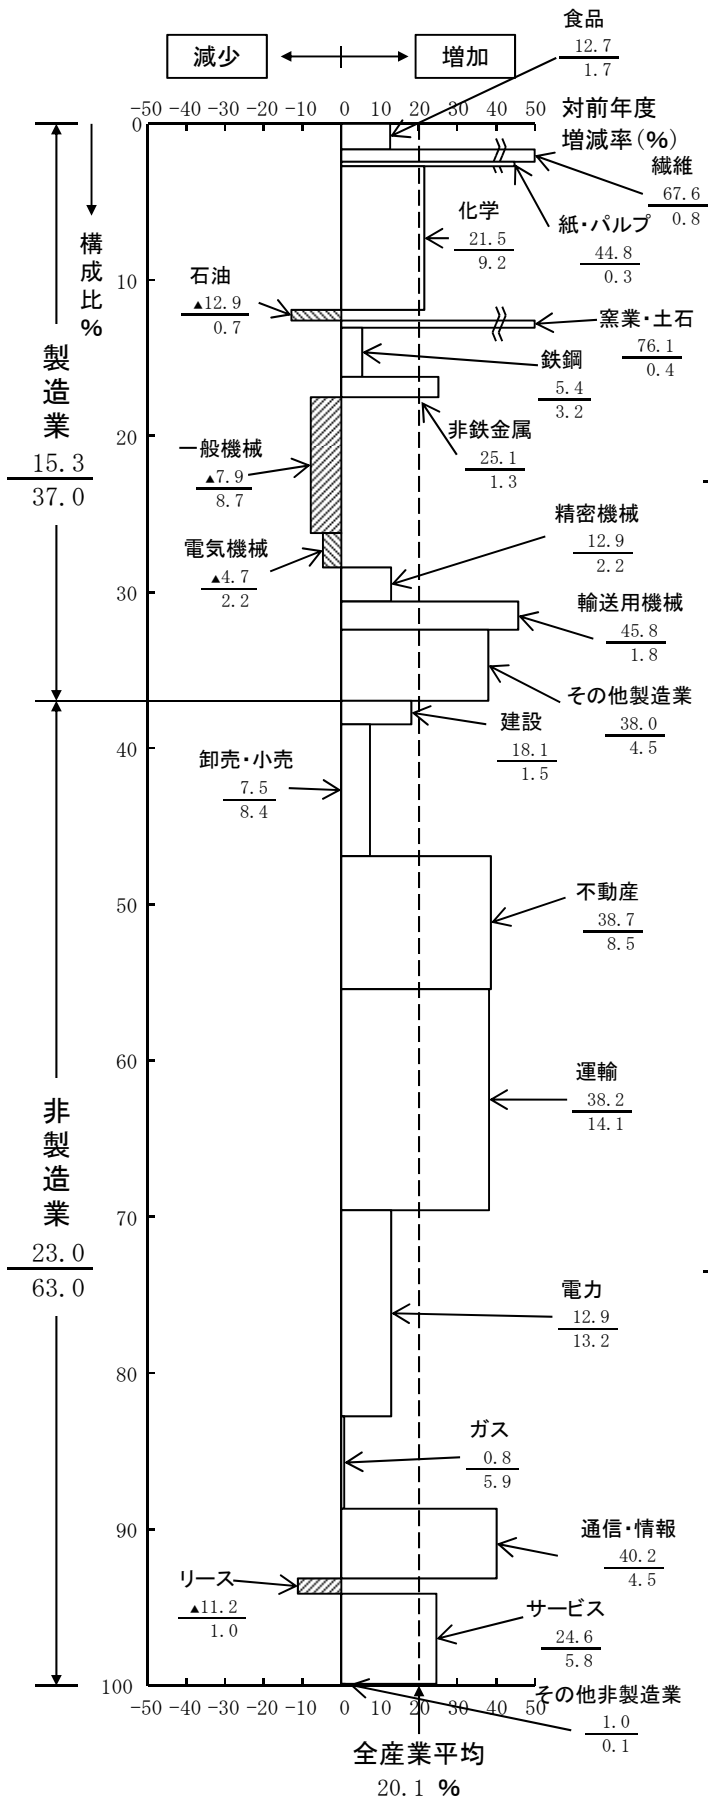 減少
増加
食品
12.7
1.7
-50 -40 -30 -20 -10 0 10 20 30 40 50
対前年度
増減率(%)
繊維
67.6
0.8
紙・パルプ
44.8
0.3
化学
21.5
9.2
石油
▲12.9
0.7
窯業・土石
76.1
0.4
鉄鋼
5.4
3.2
非鉄金属
25.1
1.3
一般機械
▲7.9
8.7
電気機械
▲4.7
2.2
精密機械
12.9
2.2
輸送用機械
45.8
1.8
その他製造業
38.0
4.5
建設
18.1
1.5
卸売・小売
7.5
8.4
不動産
38.7
8.5
運輸
38.2
14.1
電力
12.9
13.2
ガス
0.8
5.9
通信・情報
40.2
4.5
リース
▲11.2
1.0
サービス
24.6
5.8
その他非製造業
1.0
0.1
構成比%
製造業
15.3
37.0
非製造業
23.0
63.0
0
10
20
30
40
50
60
70
80
90
100
-50 -40 -30 -20 -10 0 10 20 30 40 50
全産業平均
20.1 %